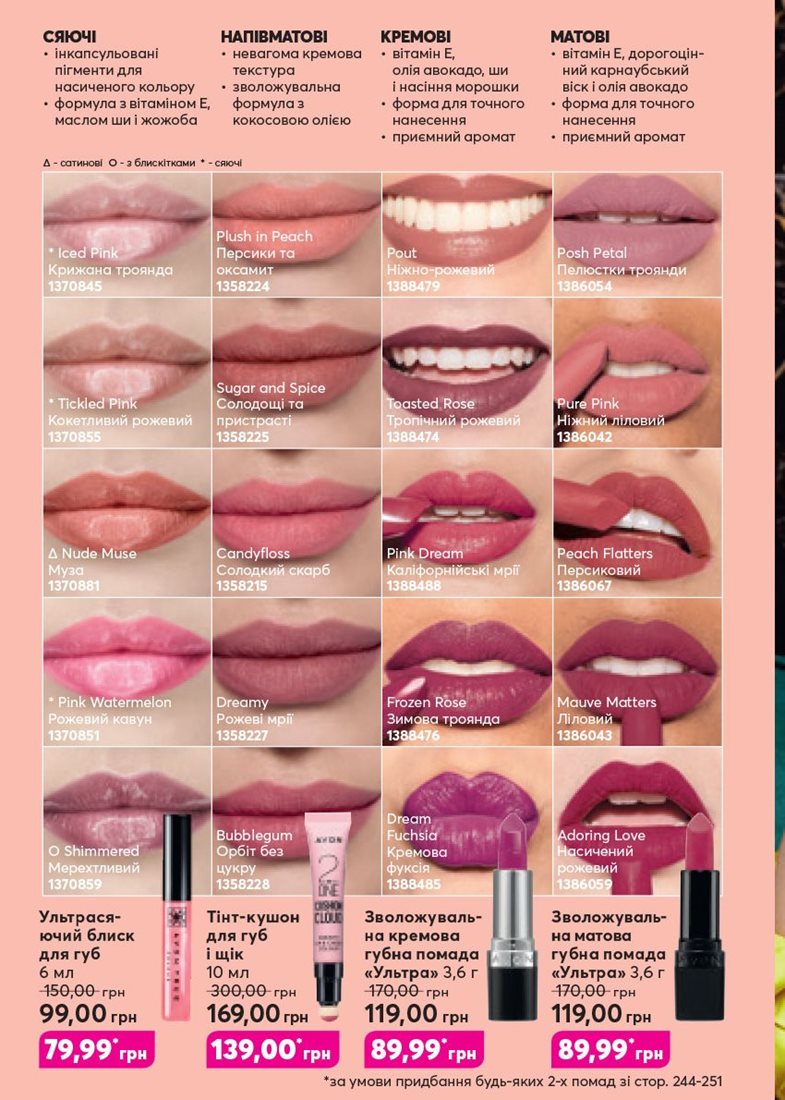 СЯЮЧІ
• інкапсульовані
пігменти для
насиченого кольору
• формула з вітаміном Е,
маслом ши і жожоба
НАПІВМАТОВІ
• невагома кремова
текстура
• зволожувальна
формула з
кокосовою олією
КРЕМОВІ
• вітамін Е,
олія авокадо, ши
і насіння морошки
• форма для точного
нанесення
• приємний аромат
МАТОВІ
• вітамін Е, дорогоцін-
ний карнаубський
віск і олія авокадо
• форма для точного
нанесення
• приємний аромат
Δ - сатинові О - з блискітками * - сяючі
* Iced Pink
Крижана троянда
1370845
Plush in Peach
Персики та
оксамит
1358224
Pout
Ніжно-рожевий
1388479
Posh Petal
Пелюстки троянди
1386054
* Tickled Pink
Кокетливий рожевий
1370855
Sugar and Spice
Солодощі та
пристрасті
1358225
Toasted Rose
Тропічний рожевий
1388474
Pure Pink
Ніжний ліловий
1386042
Δ Nude Muse
Муза
1370881
Candyfloss
Солодкий скарб
1358215
Pink Dream
Каліфорнійські мрії
1388488
Peach Flatters
Персиковий
1386067
* Pink Watermelon
Рожевий кавун
1370851
Dreamy
Рожеві мрії
1358227
Frozen Rose
Зимова троянда
1388476
Mauve Matters
Ліловий
1386043
О Shimmered
Мерехтливий
1370859
Bubblegum
Орбіт без
цукру
1358228
Dream
Fuchsia
Кремова
фуксія
1388485
Adoring Love
Насичений
рожевий
1386059
AVON
2
IN
ONE
CUSHION
CLOUD
AVON
AVON
Ультрася-
ючий блиск
для губ
6 мл
150,00 грн
99,00 грн
79,99* грн
Тінт-кушон
для губ
і щік
10 мл
300,00 грн
169,00 грн
139,00* грн
Зволожуваль-
на кремова
губна помада
«Ультра» 3,6 г
170,00 грн
119,00 грн
89,99* грн
Зволожуваль-
на матова
губна помада
«Ультра» 3,6 г
170,00 грн
119,00 грн
89,99* грн
*за умови придбання будь-яких 2-х помад зі стор. 244-251